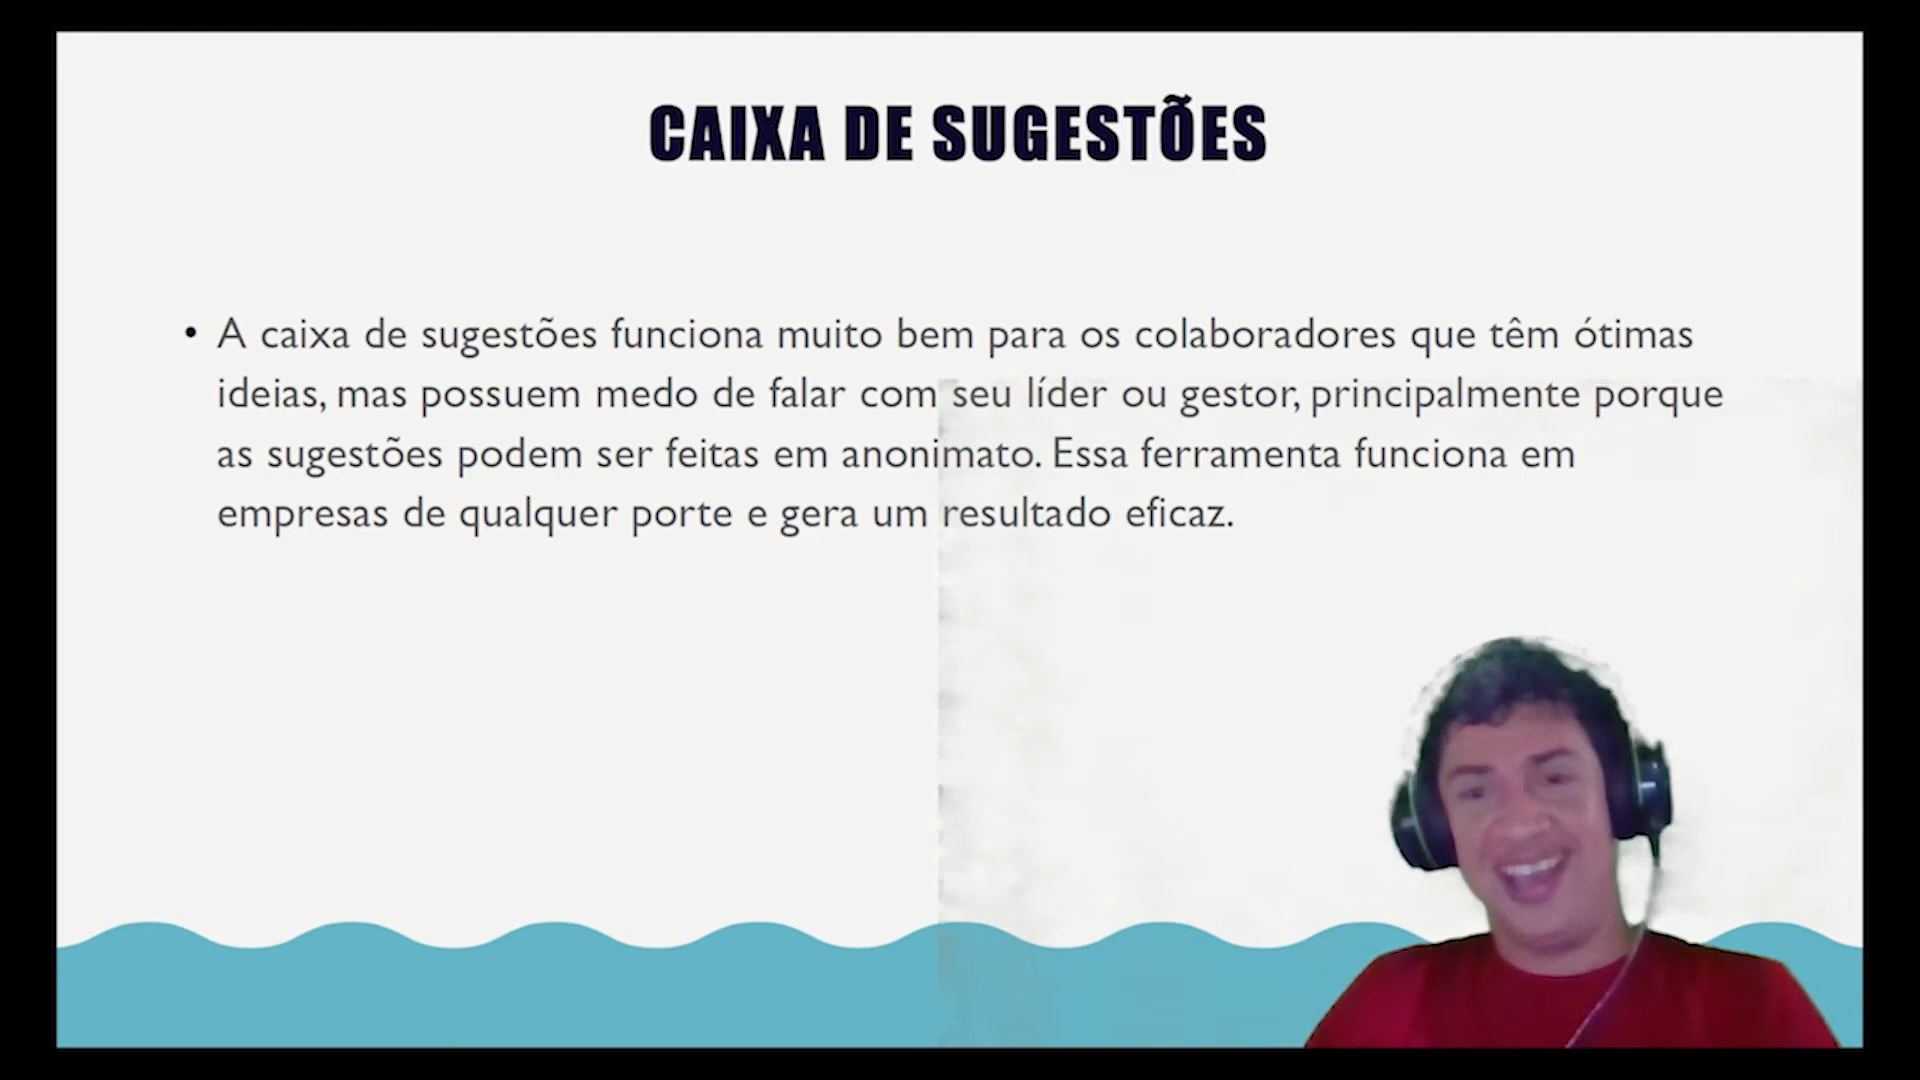 CAIXA DE SUGESTÕES
• A caixa de sugestões funciona muito bem para os colaboradores que têm ótimas
ideias, mas possuem medo de falar com seu líder ou gestor, principalmente porque
as sugestões podem ser feitas em anonimato. Essa ferramenta funciona em
empresas de qualquer porte e gera um resultado eficaz.